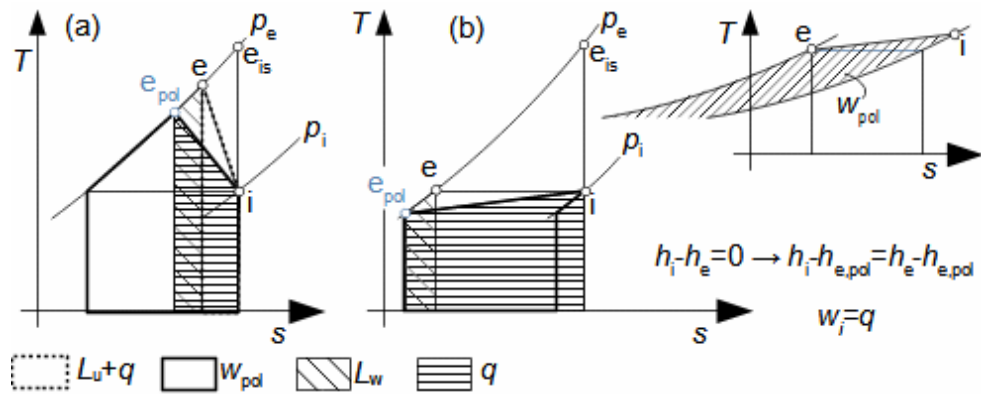 (a)
T
p_e
e_is
e
e_pol
p_i
i
s
(b)
T
p_e
e_is
p_i
e
e_pol
i
s
T
e
i
w_pol
s
h_i-h_e=0 → h_i-h_e,pol=h_e-h_e,pol
w_i=q
L_u+q
w_pol
L_w
q